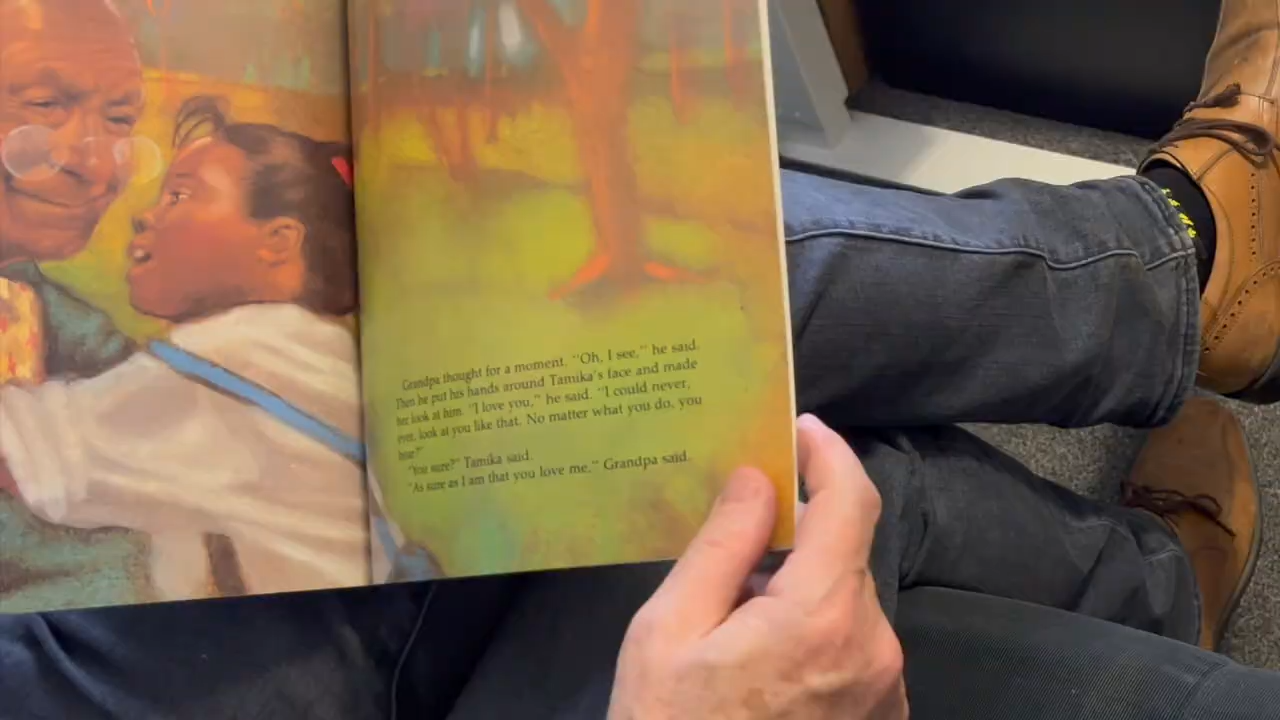 Grandpa thought for a moment. "Oh, I see," he said.
Then he put his hands around Tamika's face and made
her look at him. "I love you," he said. "I could never,
ever, look at you like that. No matter what you do, you
hear?"
"You sure?" Tamika said.
"As sure as I am that you love me," Grandpa said.